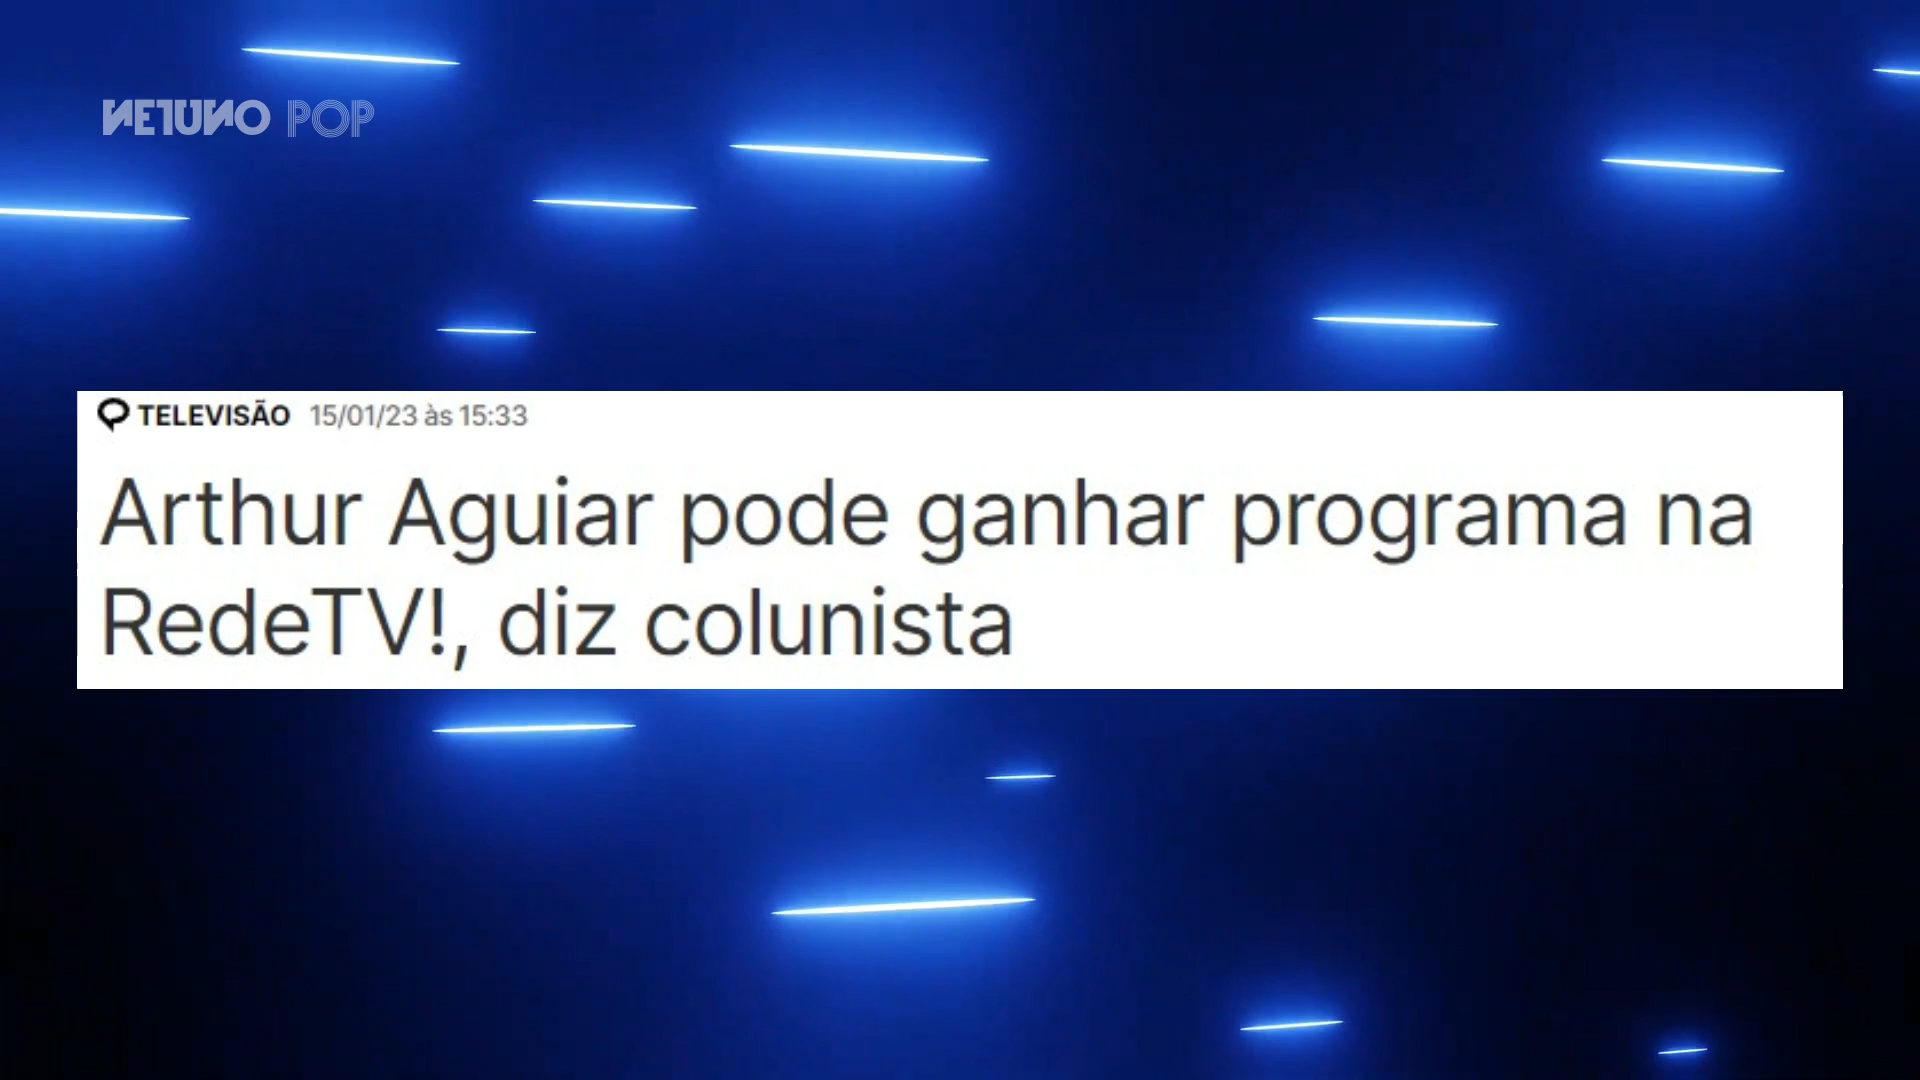 NETUNO POP
TELEVISÃO 15/01/23 às 15:33
Arthur Aguiar pode ganhar programa na
RedeTV!, diz colunista